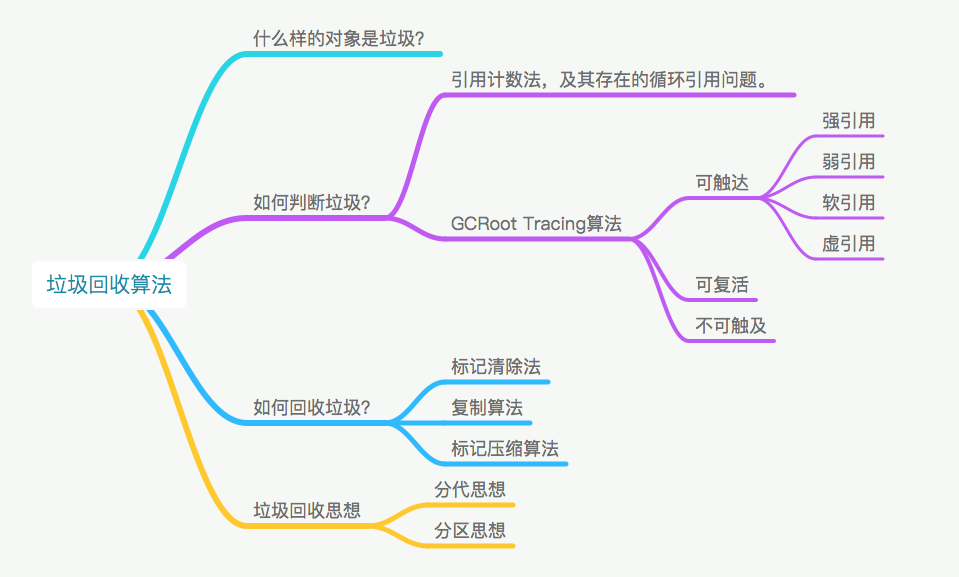 垃圾回收算法
什么样的对象是垃圾?
如何判断垃圾?
引用计数法，及其存在的循环引用问题。
GCRoot Tracing算法
可触达
强引用
弱引用
软引用
虚引用
可复活
不可触及
如何回收垃圾?
标记清除法
复制算法
标记压缩算法
垃圾回收思想
分代思想
分区思想